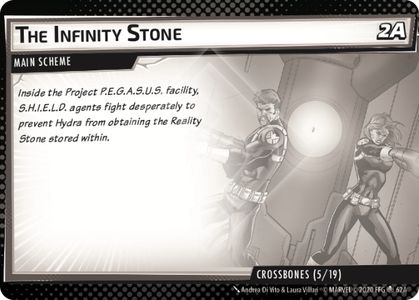 The Infinity Stone
2A
Main Scheme
Inside the Project P.E.G.A.S.U.S. facility,
S.H.I.E.L.D. agents fight desperately to
prevent Hydra from obtaining the Reality
Stone stored within.
Crossbones (5/19)
Andrea Di Vito & Laura Villari © MARVEL © 2020 FFG 62A